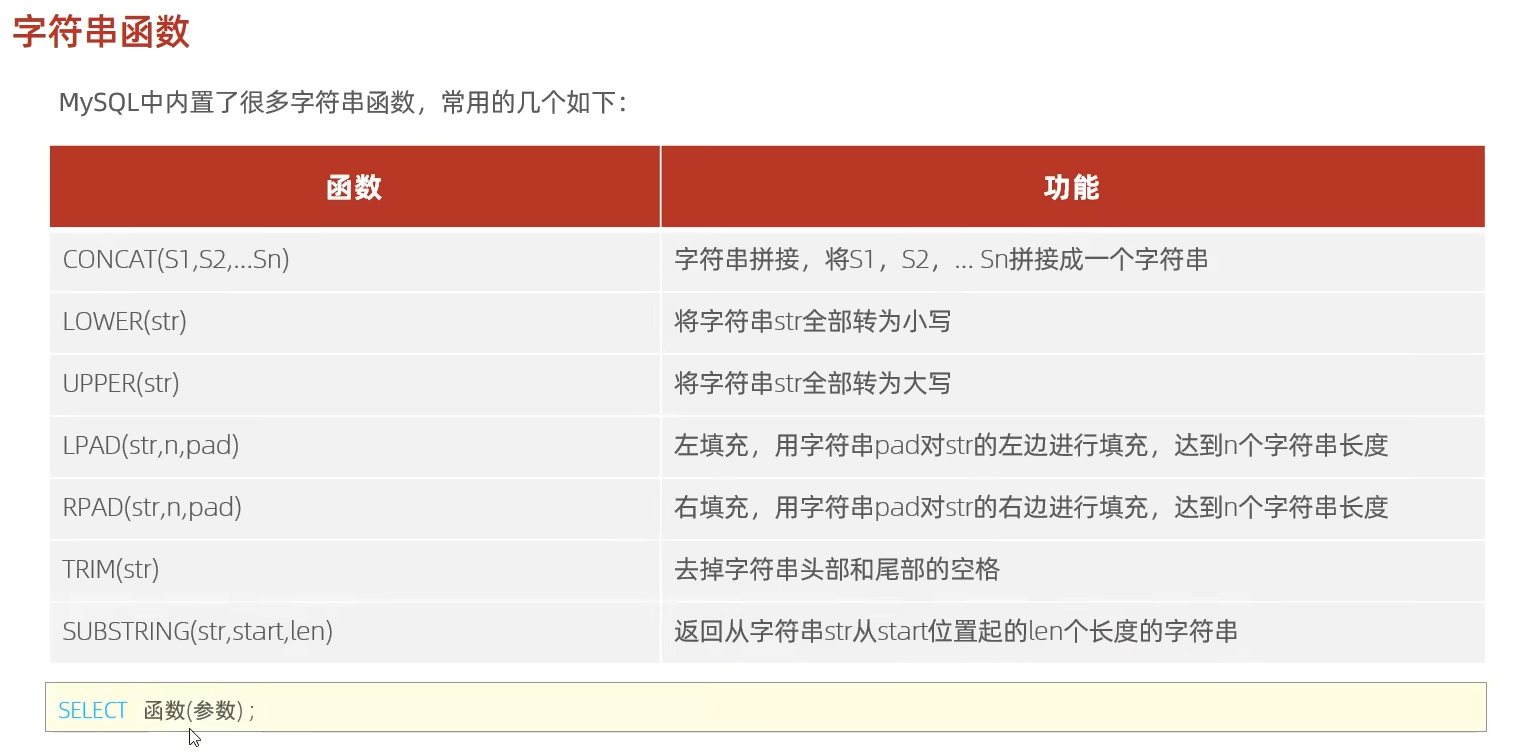 字符串函数
MySQL中内置了很多字符串函数，常用的几个如下：
函数 功能
CONCAT(S1,S2,...Sn) 字符串拼接，将S1，S2，... Sn拼接成一个字符串
LOWER(str) 将字符串str全部转为小写
UPPER(str) 将字符串str全部转为大写
LPAD(str,n,pad) 左填充，用字符串pad对str的左边进行填充，达到n个字符串长度
RPAD(str,n,pad) 右填充，用字符串pad对str的右边进行填充，达到n个字符串长度
TRIM(str) 去掉字符串头部和尾部的空格
SUBSTRING(str,start,len) 返回从字符串str从start位置起的len个长度的字符串
SELECT 函数(参数) ;